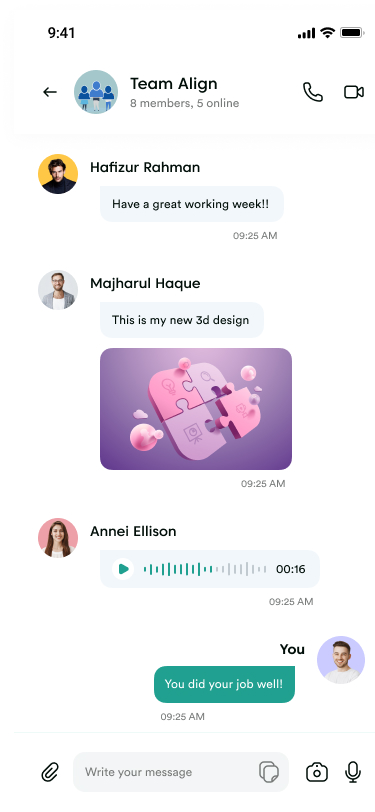 9:41
Team Align
8 members, 5 online
Hafizur Rahman
Have a great working week!!
09:25 AM
Majharul Haque
This is my new 3d design
09:25 AM
Annei Ellison
00:16
09:25 AM
You
You did your job well!
09:25 AM
Write your message